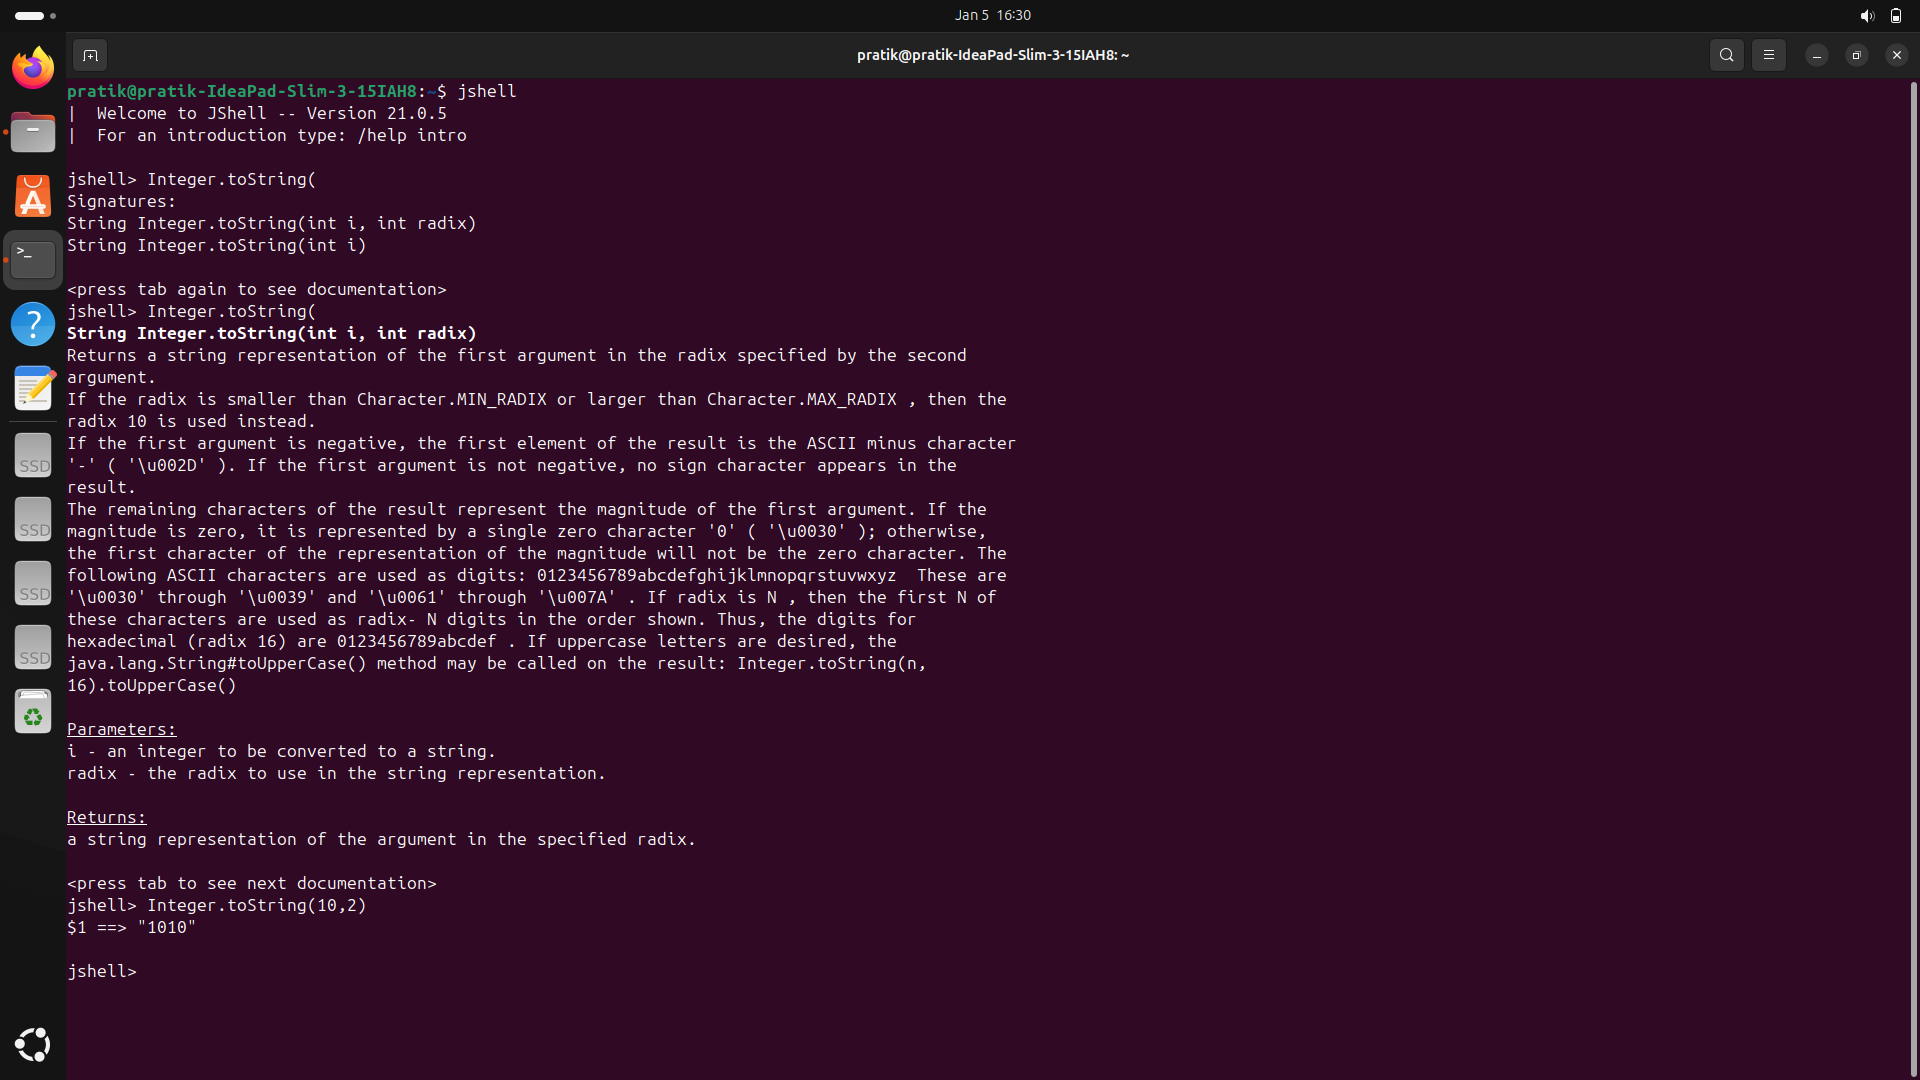 Jan 5  16:30
pratik@pratik-IdeaPad-Slim-3-15IAH8: ~
pratik@pratik-IdeaPad-Slim-3-15IAH8:~$ jshell
|  Welcome to JShell -- Version 21.0.5
|  For an introduction type: /help intro
jshell> Integer.toString(
Signatures:
String Integer.toString(int i, int radix)
String Integer.toString(int i)
<press tab again to see documentation>
jshell> Integer.toString(
String Integer.toString(int i, int radix)
Returns a string representation of the first argument in the radix specified by the second
argument.
If the radix is smaller than Character.MIN_RADIX or larger than Character.MAX_RADIX , then the
radix 10 is used instead.
If the first argument is negative, the first element of the result is the ASCII minus character
'-' ( '\u002D' ). If the first argument is not negative, no sign character appears in the
result.
The remaining characters of the result represent the magnitude of the first argument. If the
magnitude is zero, it is represented by a single zero character '0' ( '\u0030' ); otherwise,
the first character of the representation of the magnitude will not be the zero character. The
following ASCII characters are used as digits: 0123456789abcdefghijklmnopqrstuvwxyz  These are
'\u0030' through '\u0039' and '\u0061' through '\u007A' . If radix is N , then the first N of
these characters are used as radix- N digits in the order shown. Thus, the digits for
hexadecimal (radix 16) are 0123456789abcdef . If uppercase letters are desired, the
java.lang.String#toUpperCase() method may be called on the result: Integer.toString(n,
16).toUpperCase()
Parameters:
i - an integer to be converted to a string.
radix - the radix to use in the string representation.
Returns:
a string representation of the argument in the specified radix.
<press tab to see next documentation>
jshell> Integer.toString(10,2)
$1 ==> "1010"
jshell>
>_
?
SSD
SSD
SSD
SSD